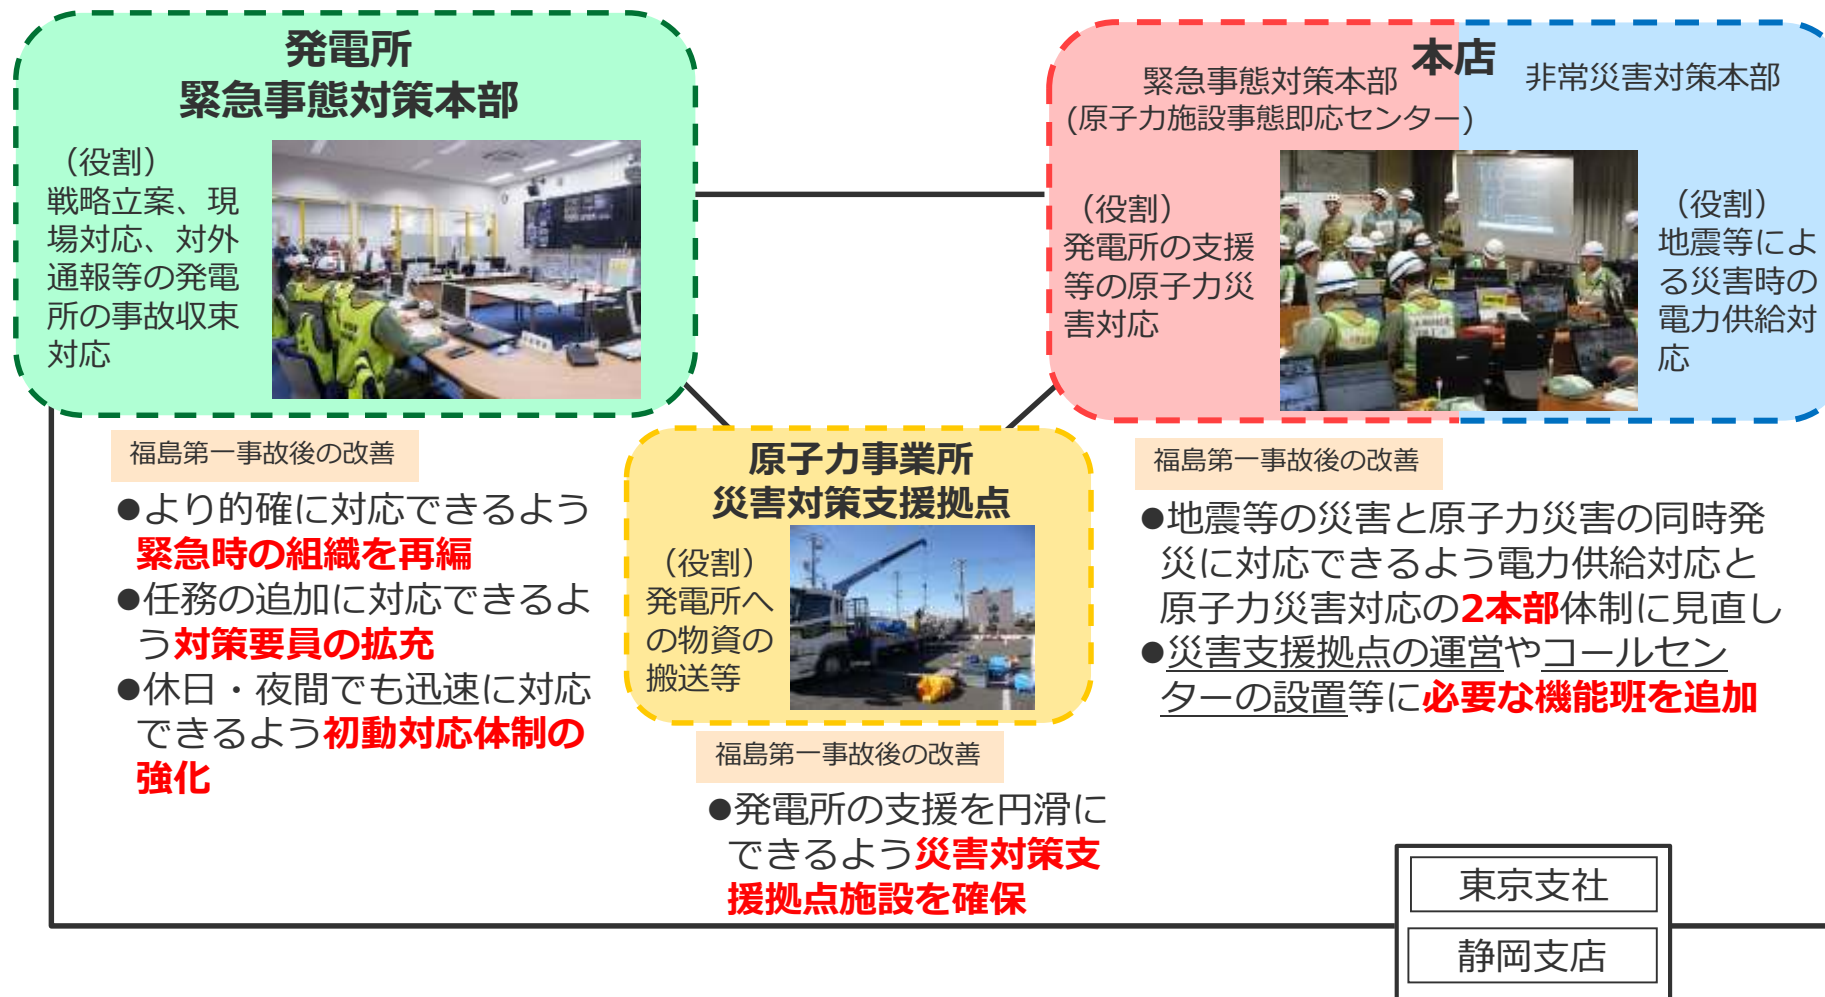 発電所
緊急事態対策本部
（役割）
戦略立案、現
場対応、対外
通報等の発電
所の事故収束
対応
本店
緊急事態対策本部
(原子力施設事態即応センター)
非常災害対策本部
（役割）
発電所の支援
等の原子力災
害対応
（役割）
地震等によ
る災害時の
電力供給対
応
福島第一事故後の改善
●より的確に対応できるよう
緊急時の組織を再編
●任務の追加に対応できるよ
う対策要員の拡充
●休日・夜間でも迅速に対応
できるよう初動対応体制の
強化
原子力事業所
災害対策支援拠点
（役割）
発電所へ
の物資の
搬送等
福島第一事故後の改善
●発電所の支援を円滑に
できるよう災害対策支
援拠点施設を確保
福島第一事故後の改善
●地震等の災害と原子力災害の同時発
災に対応できるよう電力供給対応と
原子力災害対応の2本部体制に見直し
●災害支援拠点の運営やコールセン
ターの設置等に必要な機能班を追加
東京支社
静岡支店